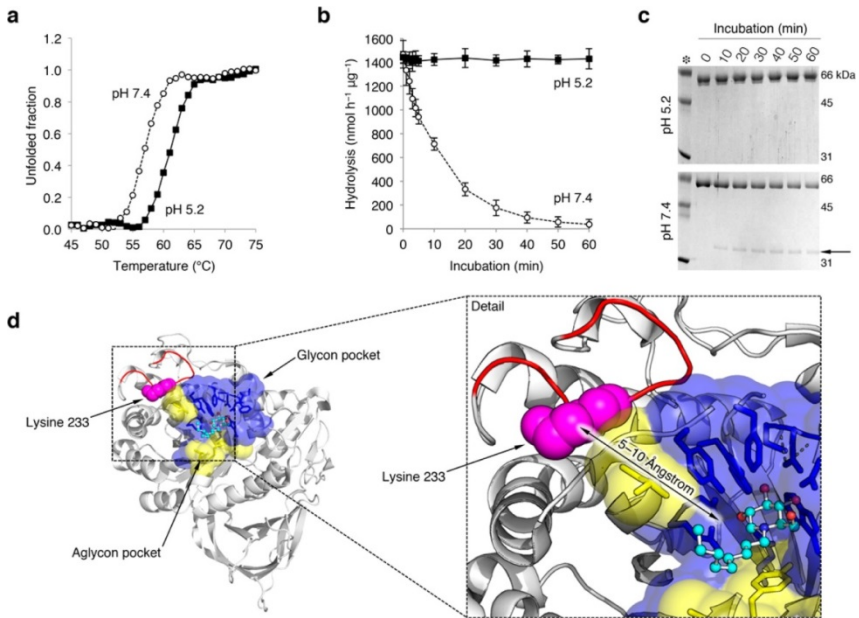 a
Unfolded fraction
1.2
1.0
0.8
0.6
0.4
0.2
0.0
45 50 55 60 65 70 75
Temperature (°C)
pH 7.4
pH 5.2
b
Hydrolysis (nmol h⁻¹ µg⁻¹)
1600
1400
1200
1000
800
600
400
200
0
0 10 20 30 40 50 60
Incubation (min)
pH 5.2
pH 7.4
c
Incubation (min)
* 0 10 20 30 40 50 60
pH 5.2
66 kDa
45
31
pH 7.4
66
45
31
d
Lysine 233
Glycon pocket
Aglycon pocket
Detail
Lysine 233
5–10 Ångstrom